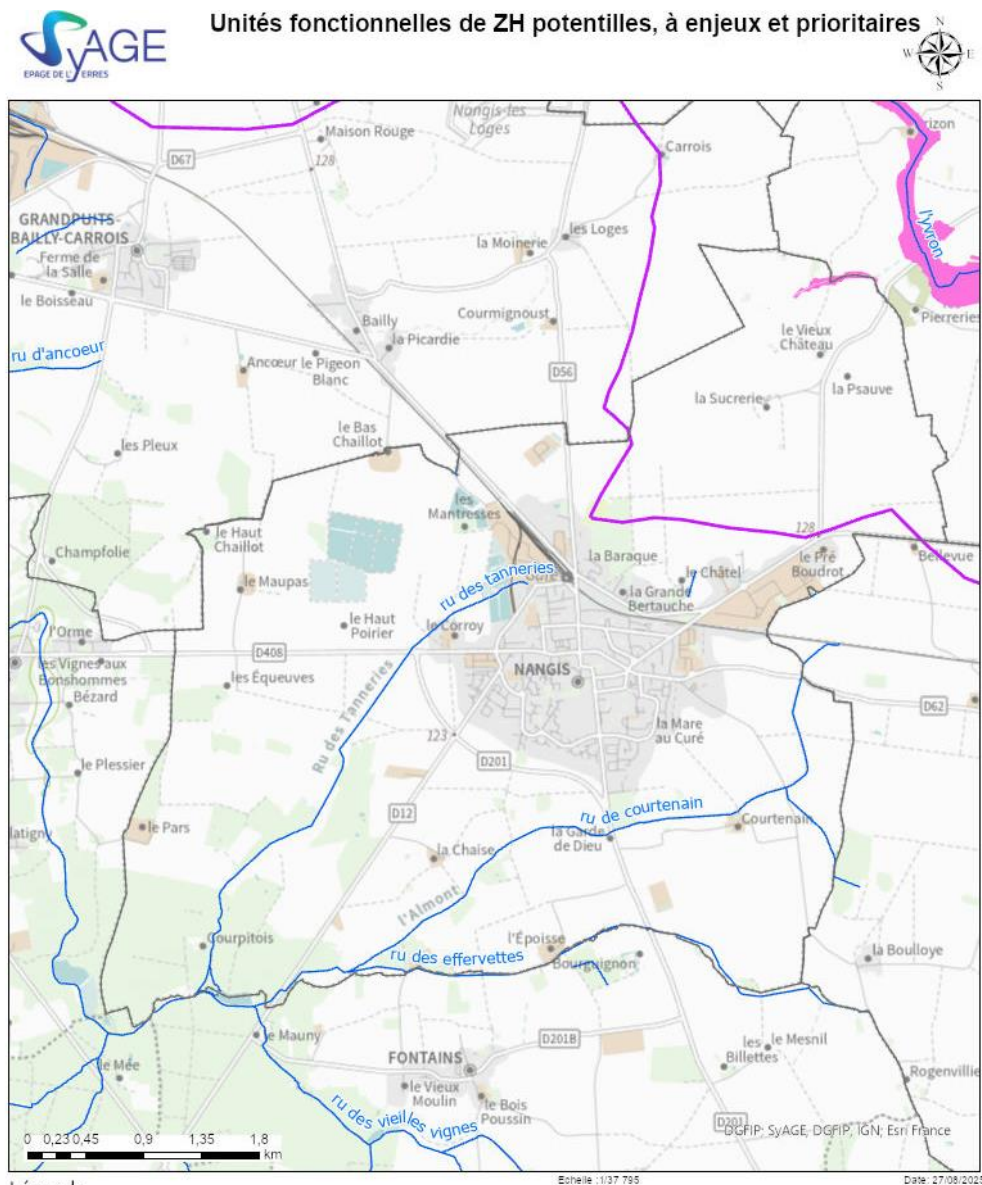 SyAGE
EPAGE DE L'YERRES
Unités fonctionnelles de ZH potentilles, à enjeux et prioritaires
N
W E
S
Nangis-les
Loges
Maison Rouge
D67
128
Carrois
l'yvron
GRANDPUITS-
BAILLY-CARROIS
Ferme de
la Salle
le Boisseau
la Moinerie
les Loges
Bailly
la Picardie
Courmignoust
Pierreries
le Vieux
Château
ru d'ancoeur
Ancœur
le Pigeon
Blanc
D56
la Psauve
la Sucrerie
le Bas
Chaillot
les Pleux
les
Mantresses
le Haut
Chaillot
Champfolie
128
la Baraque
le Pré
Boudrot
Bellevue
le Maupas
ru des tanneries
le Châtel
la Grande
Bertauche
le Haut
Poirier
le Corroy
l'Orme
D408
les Vignes aux
Bonshommes
Bézard
les Équeuves
NANGIS
D62
Ru des Tanneries
la Mare
au Curé
123
D201
le Plessier
D12
ru de courtenain
le Pars
la Garde
de Dieu
Courtenain
la Chaise
l'Almont
Courpitois
l'Époisse
ru des effervettes
Bourguignon
la Boulloye
le Mauny
D201B
FONTAINS
les
Billettes
le Mesnil
le Mée
le Vieux
Moulin
le Bois
Poussin
ru des vieilles vignes
D201
0 0,23 0,45 0,9 1,35 1,8
km
DGFIP; SyAGE, DGFIP, IGN; Esri France
Echelle :1/37 795
Date: 27/08/2025